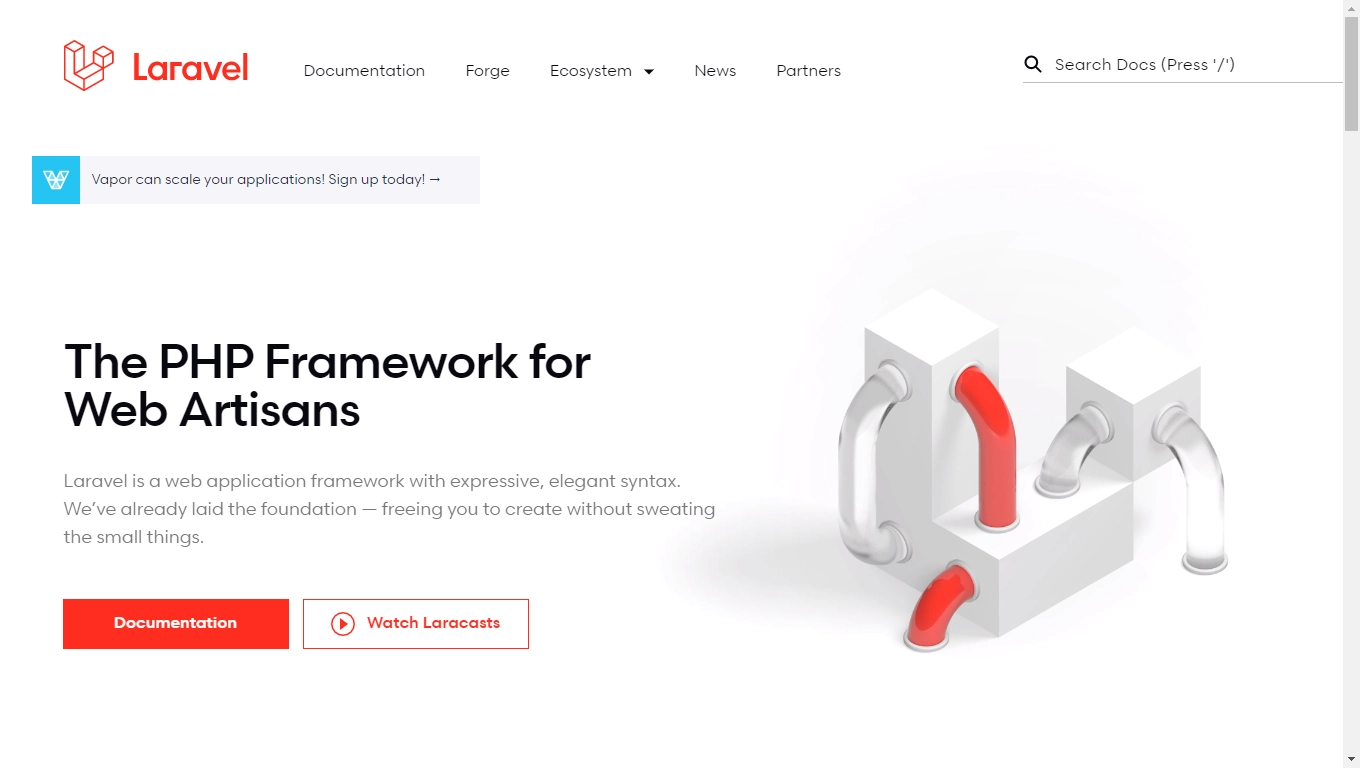 Laravel
Documentation
Forge
Ecosystem
News
Partners
Search Docs (Press '/')
Vapor can scale your applications! Sign up today! →
The PHP Framework for
Web Artisans
Laravel is a web application framework with expressive, elegant syntax.
We’ve already laid the foundation — freeing you to create without sweating
the small things.
Documentation
Watch Laracasts